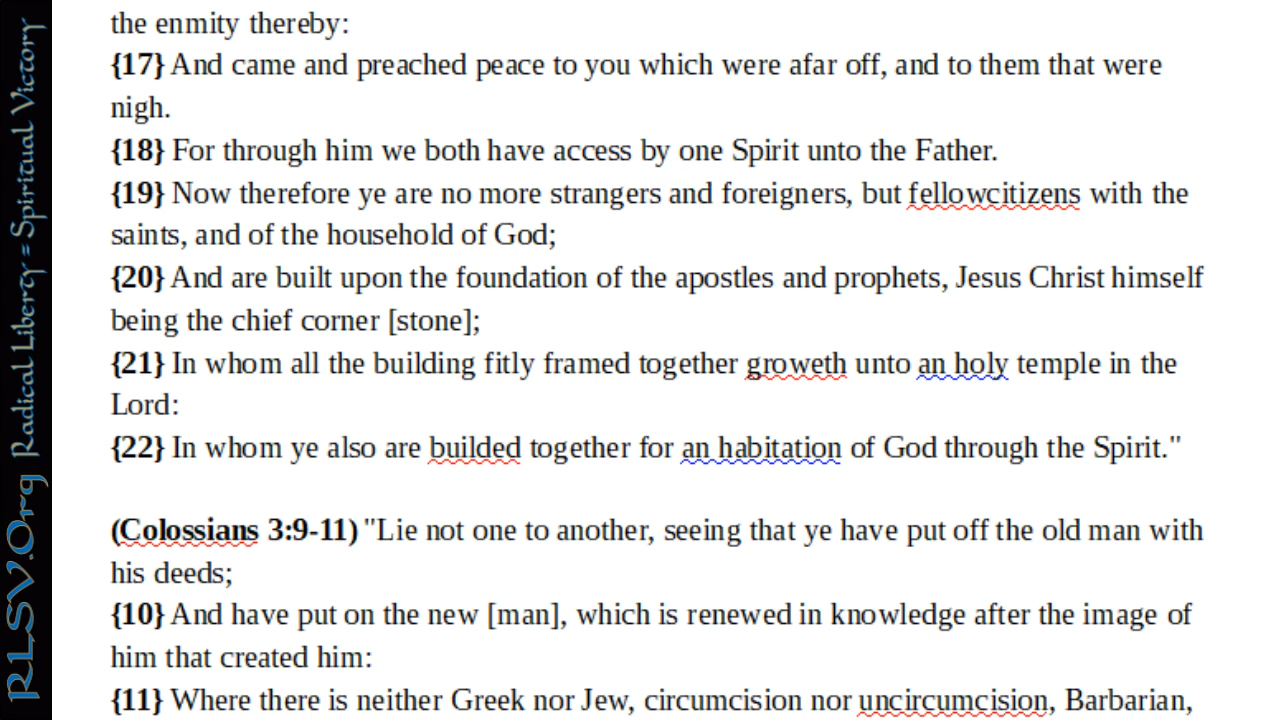 RLSV.Org Radical Liberty = Spiritual Victory
the enmity thereby:
{17} And came and preached peace to you which were afar off, and to them that were
nigh.
{18} For through him we both have access by one Spirit unto the Father.
{19} Now therefore ye are no more strangers and foreigners, but fellowcitizens with the
saints, and of the household of God;
{20} And are built upon the foundation of the apostles and prophets, Jesus Christ himself
being the chief corner [stone];
{21} In whom all the building fitly framed together groweth unto an holy temple in the
Lord:
{22} In whom ye also are builded together for an habitation of God through the Spirit."
(Colossians 3:9-11) "Lie not one to another, seeing that ye have put off the old man with
his deeds;
{10} And have put on the new [man], which is renewed in knowledge after the image of
him that created him:
{11} Where there is neither Greek nor Jew, circumcision nor uncircumcision, Barbarian,